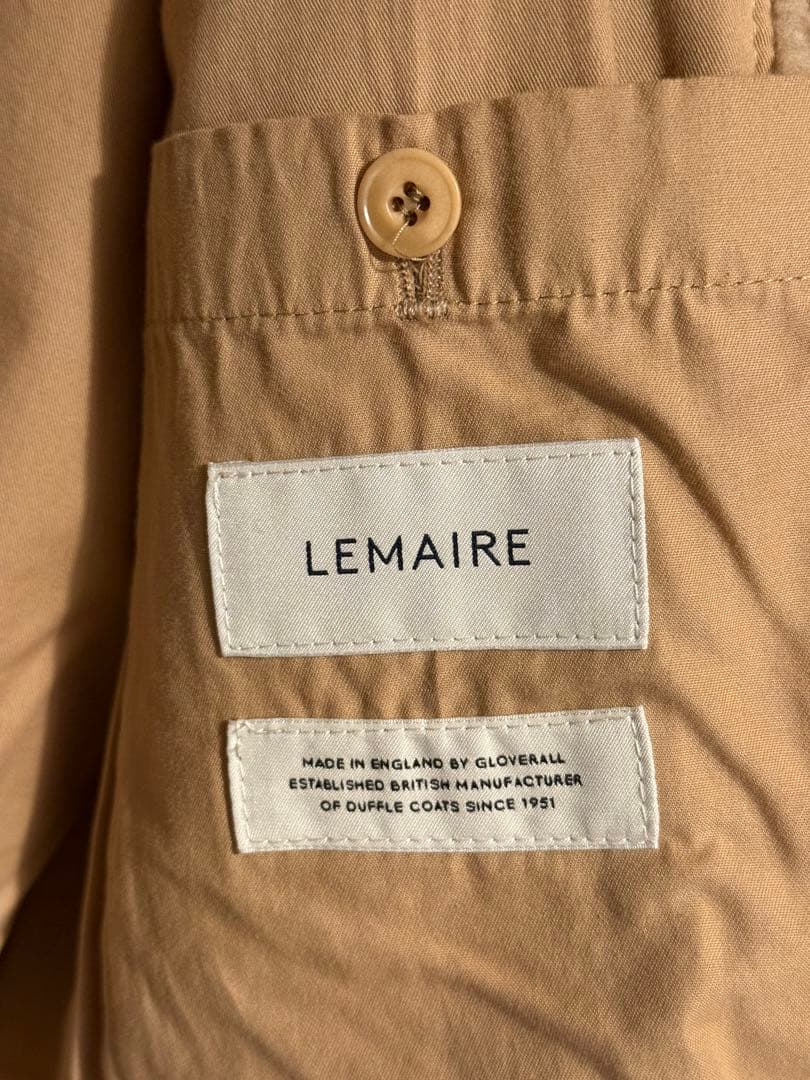 LEMAIRE
MADE IN ENGLAND BY GLOVERALL
ESTABLISHED BRITISH MANUFACTURER
OF DUFFLE COATS SINCE 1951